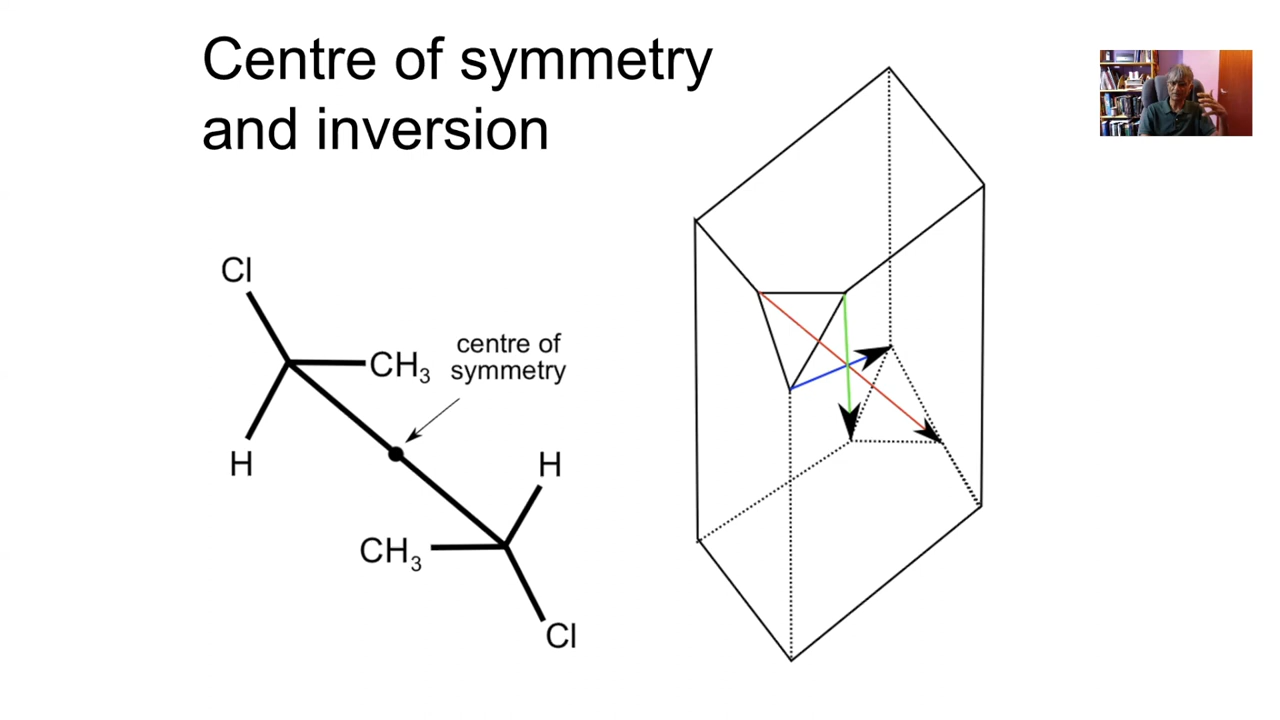 Centre of symmetry
and inversion
Cl
CH3
centre of
symmetry
H
H
CH3
Cl